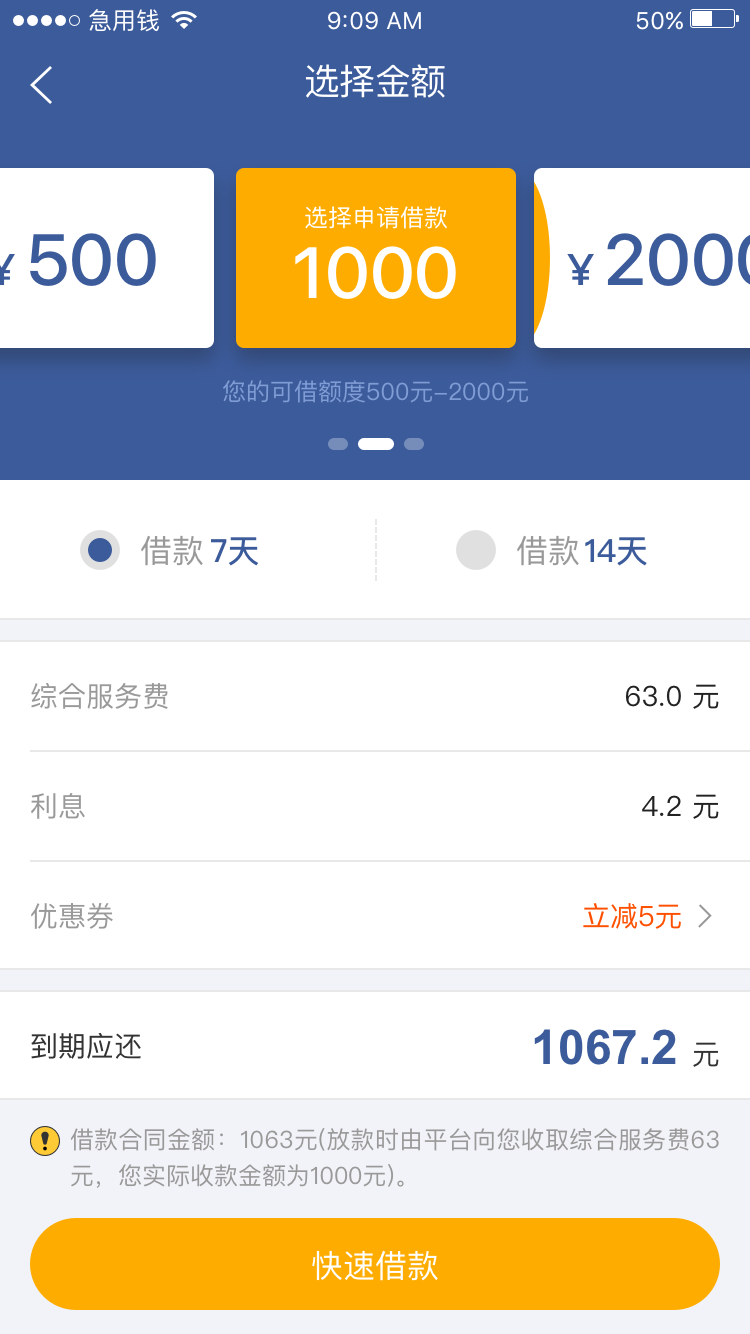 急用钱 9:09 AM 50%
选择金额
¥ 500
选择申请借款
1000
¥ 2000
您的可借额度500元-2000元
借款 7天 借款 14天
综合服务费 63.0 元
利息 4.2 元
优惠券 立减5元
到期应还 1067.2 元
借款合同金额：1063元(放款时由平台向您收取综合服务费63
元，您实际收款金额为1000元)。
快速借款